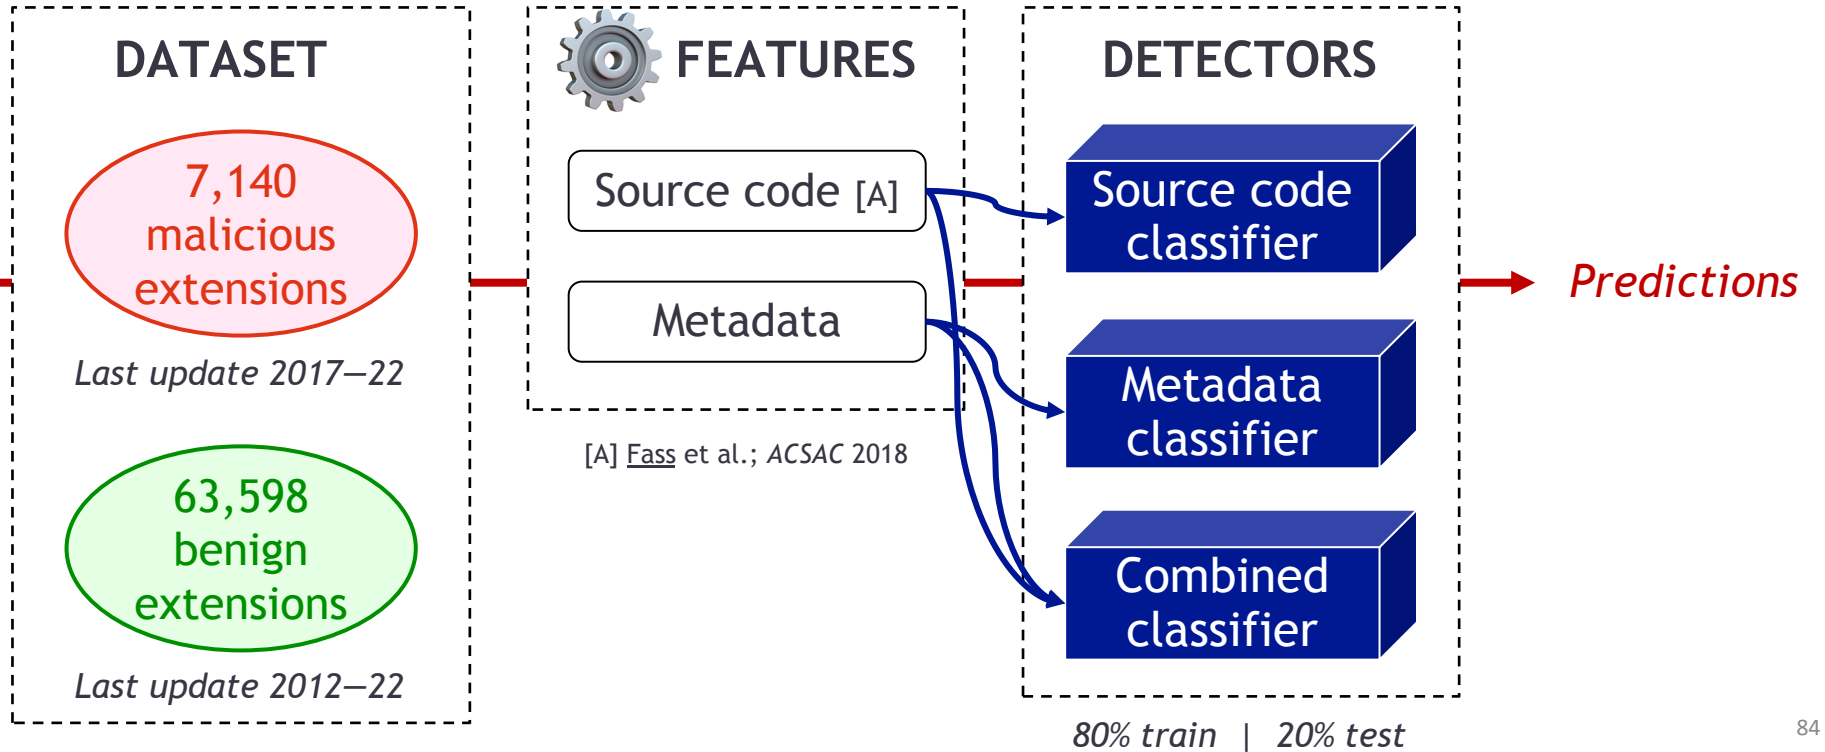 DATASET
7,140
malicious
extensions
Last update 2017—22
63,598
benign
extensions
Last update 2012—22
FEATURES
Source code [A]
Metadata
[A] Fass et al.; ACSAC 2018
DETECTORS
Source code
classifier
Metadata
classifier
Combined
classifier
80% train | 20% test
Predictions
84